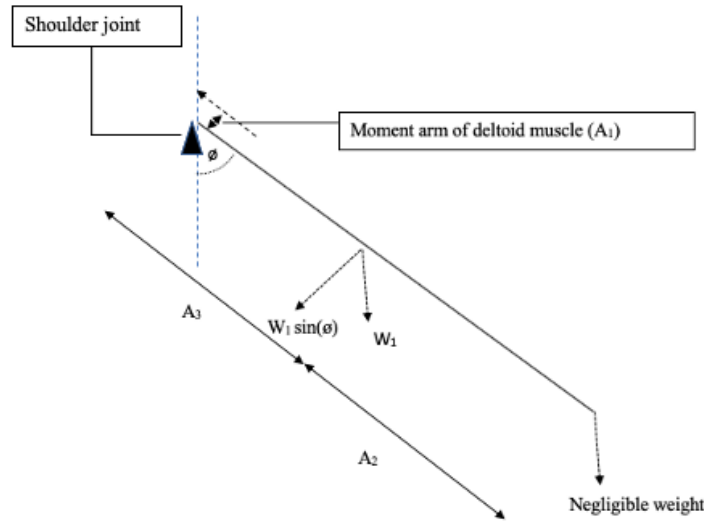 Shoulder joint
Moment arm of deltoid muscle (A₁)
ø
A₃
W₁ sin(ø)
W₁
A₂
Negligible weight